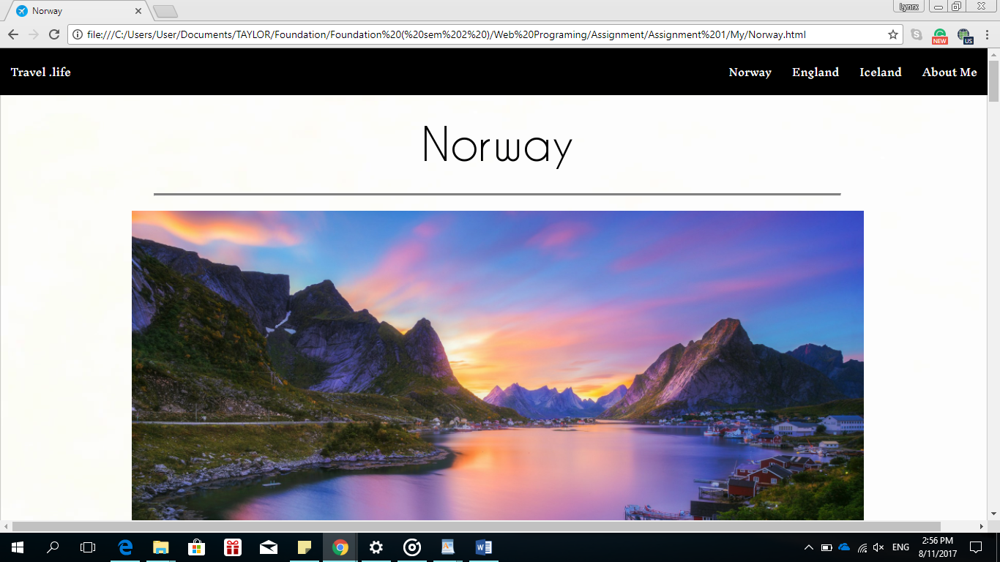 Norway
Lynrx
file:///C:/Users/User/Documents/TAYLOR/Foundation/Foundation%20(%20sem%202%20)/Web%20Programing/Assignment/Assignment%201/My/Norway.html
NEW
US
Travel .life
Norway England Iceland About Me
Norway
ENG
2:56 PM
8/11/2017